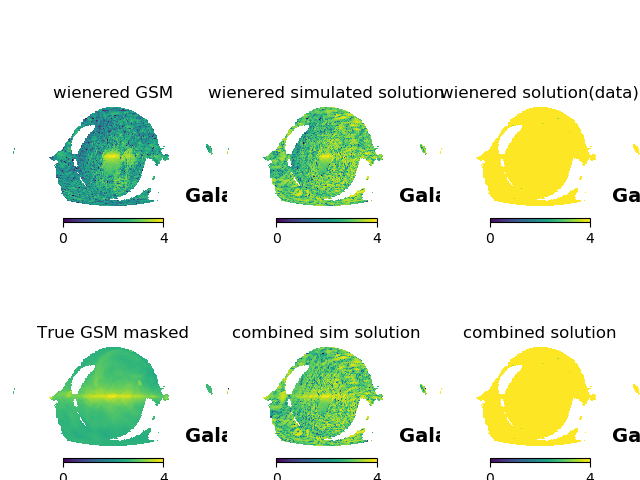 wienered GSM
wienered simulated solution
wienered solution(data)
Gala
Gala
Ga
0 4
0 4
0 4
True GSM masked
combined sim solution
combined solution
Gala
Gala
Ga
0 4
0 4
0 4